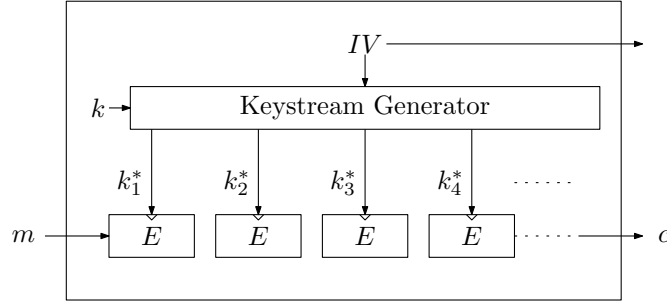 IV
k
Keystream Generator
k₁* k₂* k₃* k₄*
m E E E E c